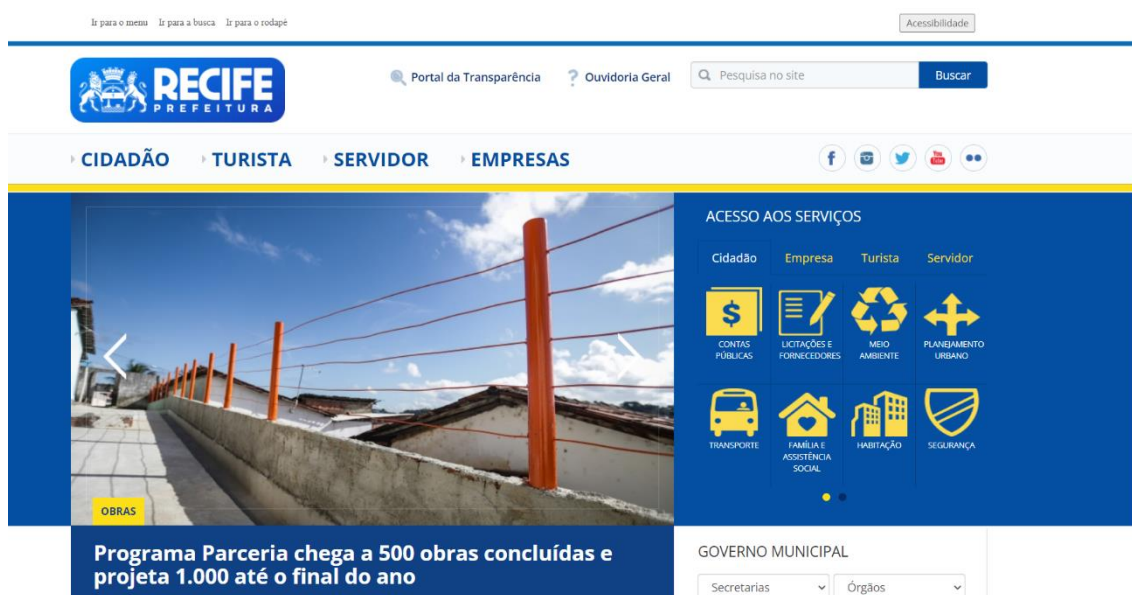 Ir para o menu Ir para a busca Ir para o rodapé
Acessibilidade
RECIFE
PREFEITURA
Portal da Transparência
Ouvidoria Geral
Pesquisa no site
Buscar
CIDADÃO TURISTA SERVIDOR EMPRESAS
You
Tube
ACESSO AOS SERVIÇOS
Cidadão Empresa Turista Servidor
CONTAS
PÚBLICAS
LICITAÇÕES E
FORNECEDORES
MEIO
AMBIENTE
PLANEJAMENTO
URBANO
TRANSPORTE
FAMÍLIA E
ASSISTÊNCIA
SOCIAL
HABITAÇÃO
SEGURANÇA
OBRAS
Programa Parceria chega a 500 obras concluídas e
projeta 1.000 até o final do ano
GOVERNO MUNICIPAL
Secretarias
Órgãos